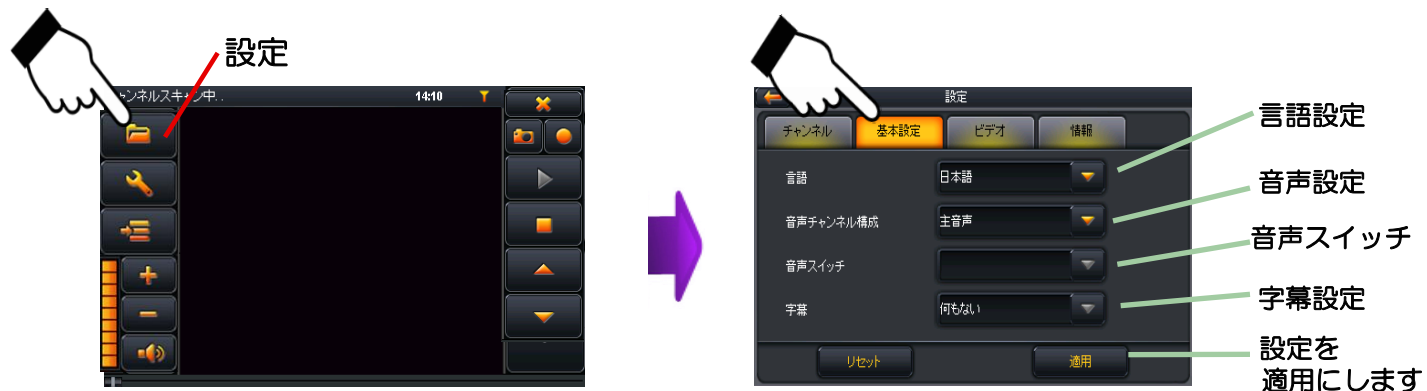 設定
チャンネルスキャン中..
14:10
設定
チャンネル
基本設定
ビデオ
情報
言語
日本語
音声チャンネル構成
主音声
音声スイッチ
字幕
何もない
リセット
適用
言語設定
音声設定
音声スイッチ
字幕設定
設定を
適用にします